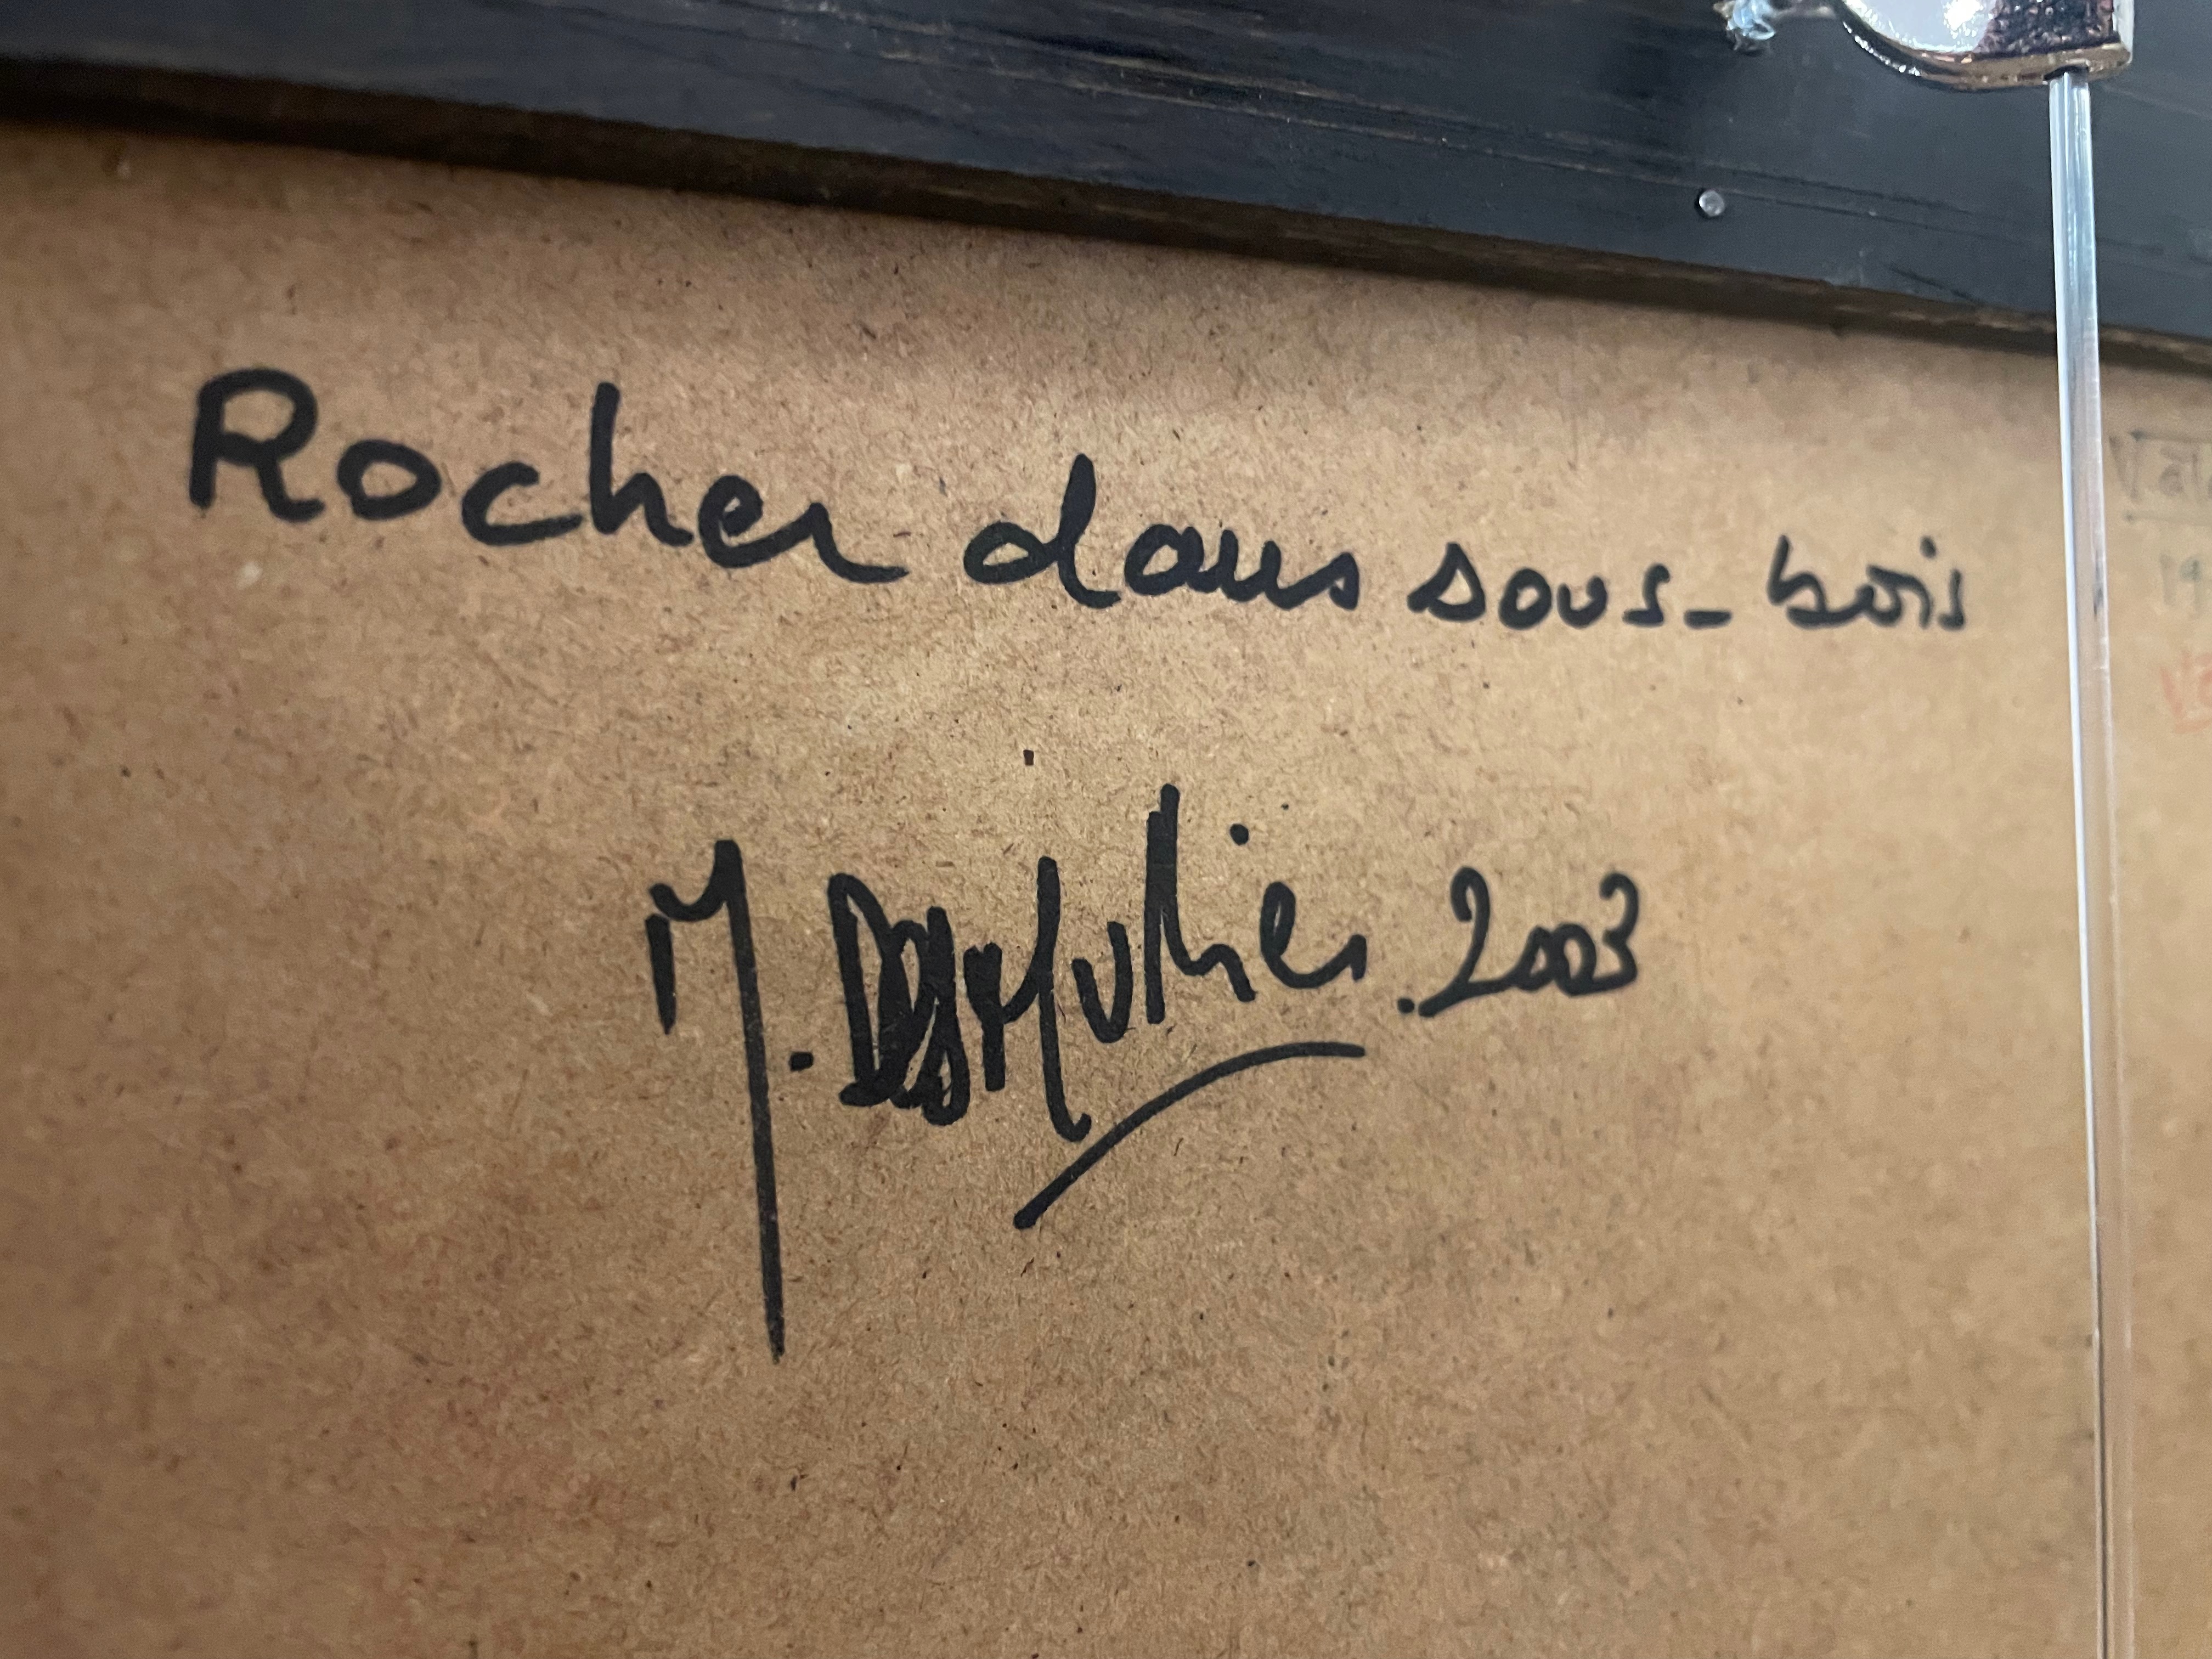 Rocher dans sous-bois
M. DesMulier .2003